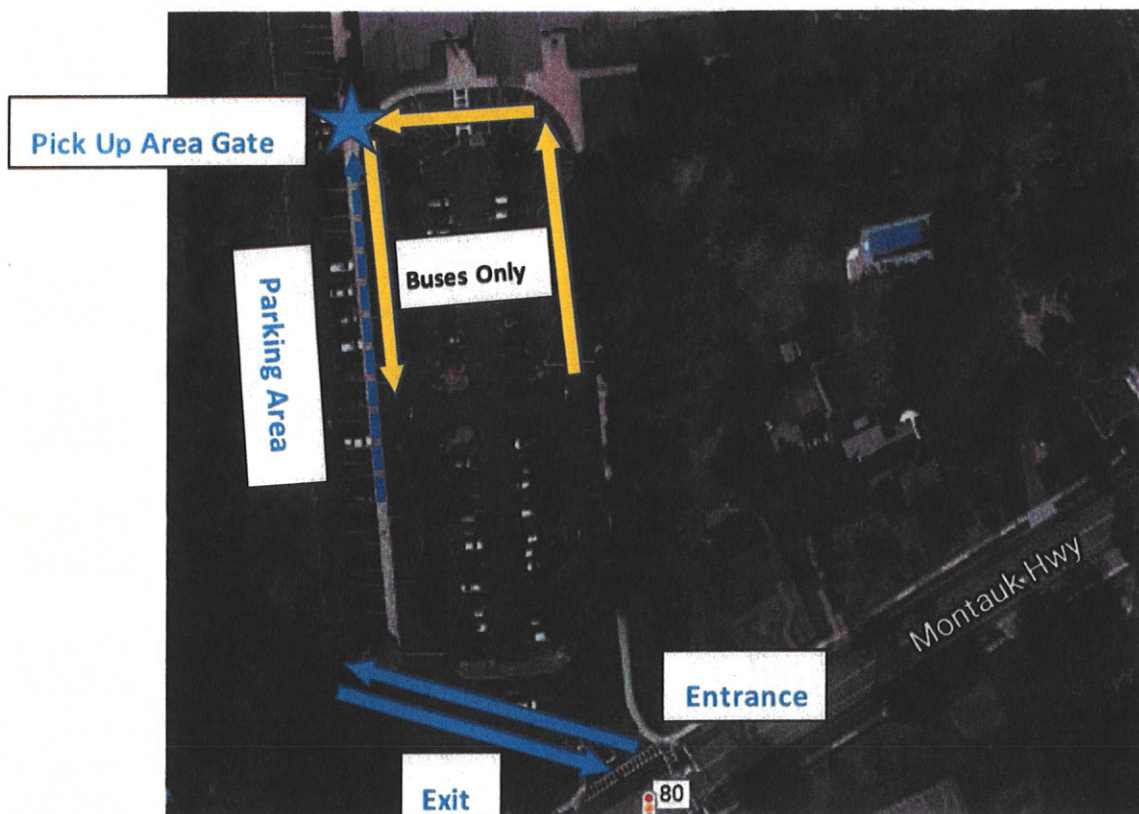 Pick Up Area Gate
Buses Only
Parking Area
Montauk Hwy
Entrance
Exit
80